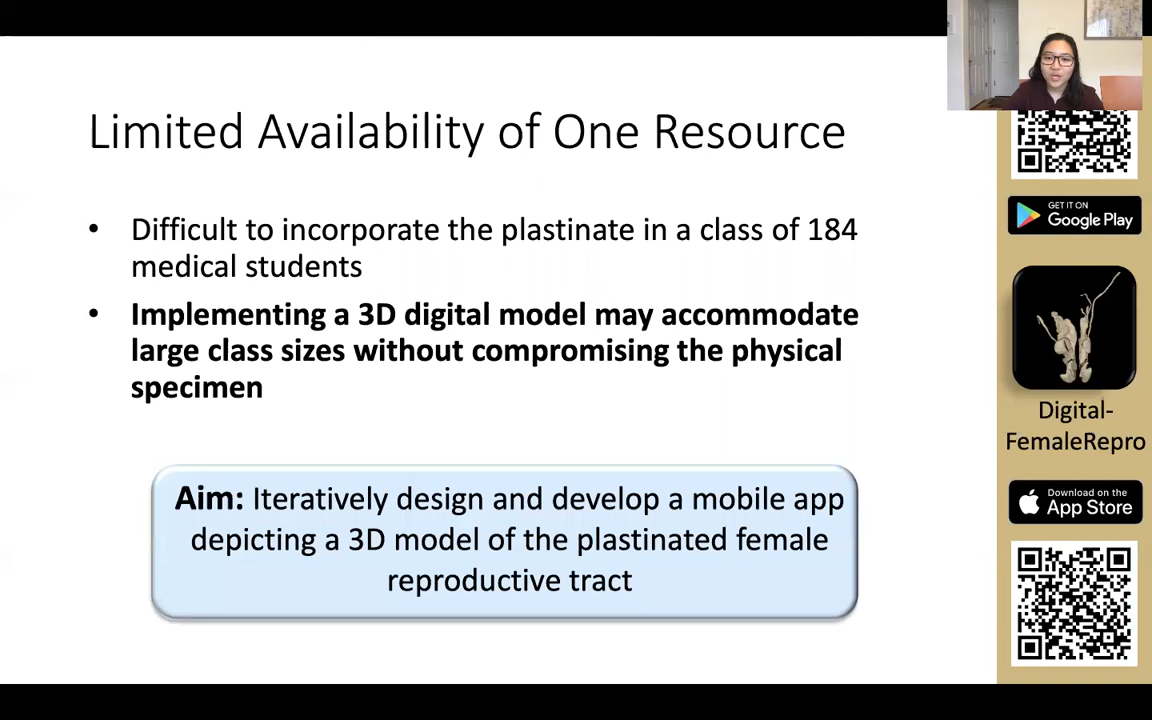 Limited Availability of One Resource
• Difficult to incorporate the plastinate in a class of 184
medical students
• Implementing a 3D digital model may accommodate
large class sizes without compromising the physical
specimen
Aim: Iteratively design and develop a mobile app
depicting a 3D model of the plastinated female
reproductive tract
GET IT ON
Google Play
Digital-
FemaleRepro
Download on the
App Store